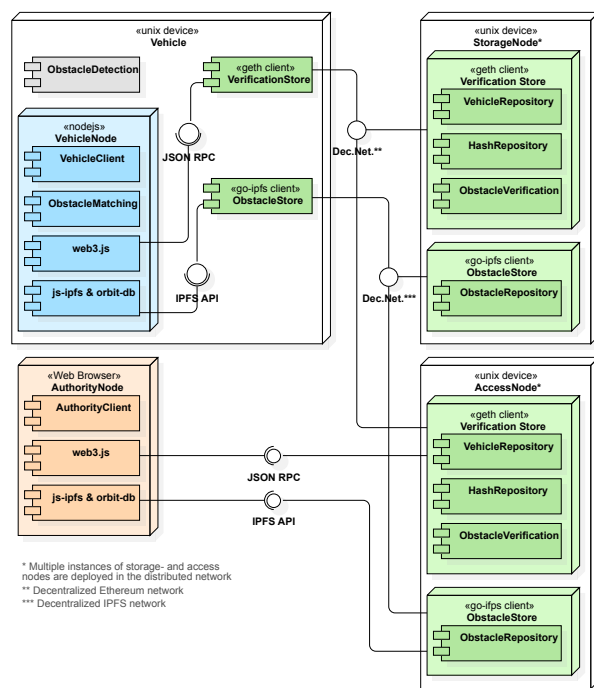 «unix device»
Vehicle
ObstacleDetection
«geth client»
VerificationStore
«nodejs»
VehicleNode
VehicleClient
ObstacleMatching
web3.js
js-ipfs & orbit-db
JSON RPC
«go-ipfs client»
ObstacleStore
IPFS API
Dec.Net.**
Dec.Net.***
«unix device»
StorageNode*
«geth client»
Verification Store
VehicleRepository
HashRepository
ObstacleVerification
«go-ipfs client»
ObstacleStore
ObstacleRepository
«Web Browser»
AuthorityNode
AuthorityClient
web3.js
js-ipfs & orbit-db
JSON RPC
IPFS API
«unix device»
AccessNode*
«geth client»
Verification Store
VehicleRepository
HashRepository
ObstacleVerification
«go-ifps client»
ObstacleStore
ObstacleRepository
* Multiple instances of storage- and access
nodes are deployed in the distributed network
** Decentralized Ethereum network
*** Decentralized IPFS network